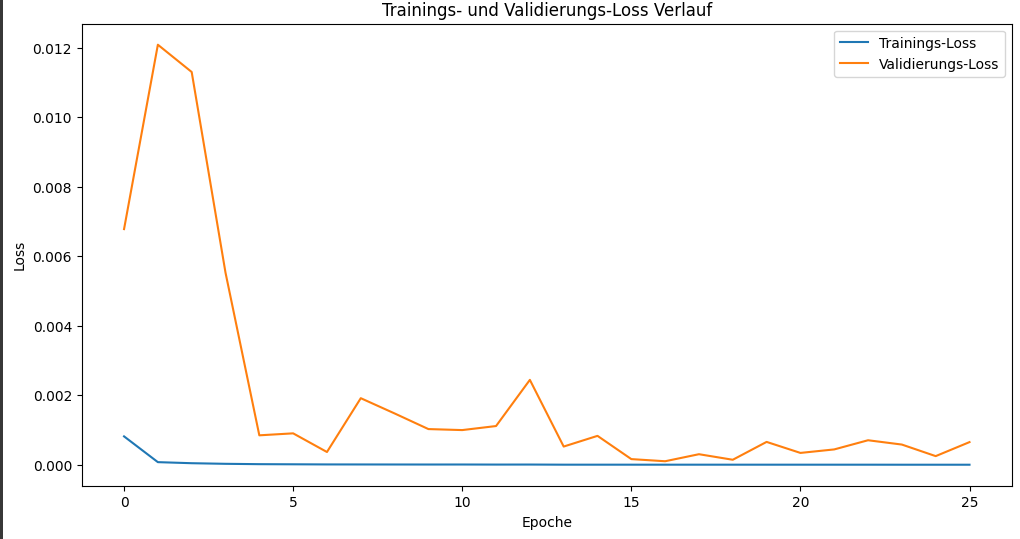 Trainings- und Validierungs-Loss Verlauf
Trainings-Loss
Validierungs-Loss
0.012
0.010
0.008
0.006
0.004
0.002
0.000
Loss
0 5 10 15 20 25
Epoche